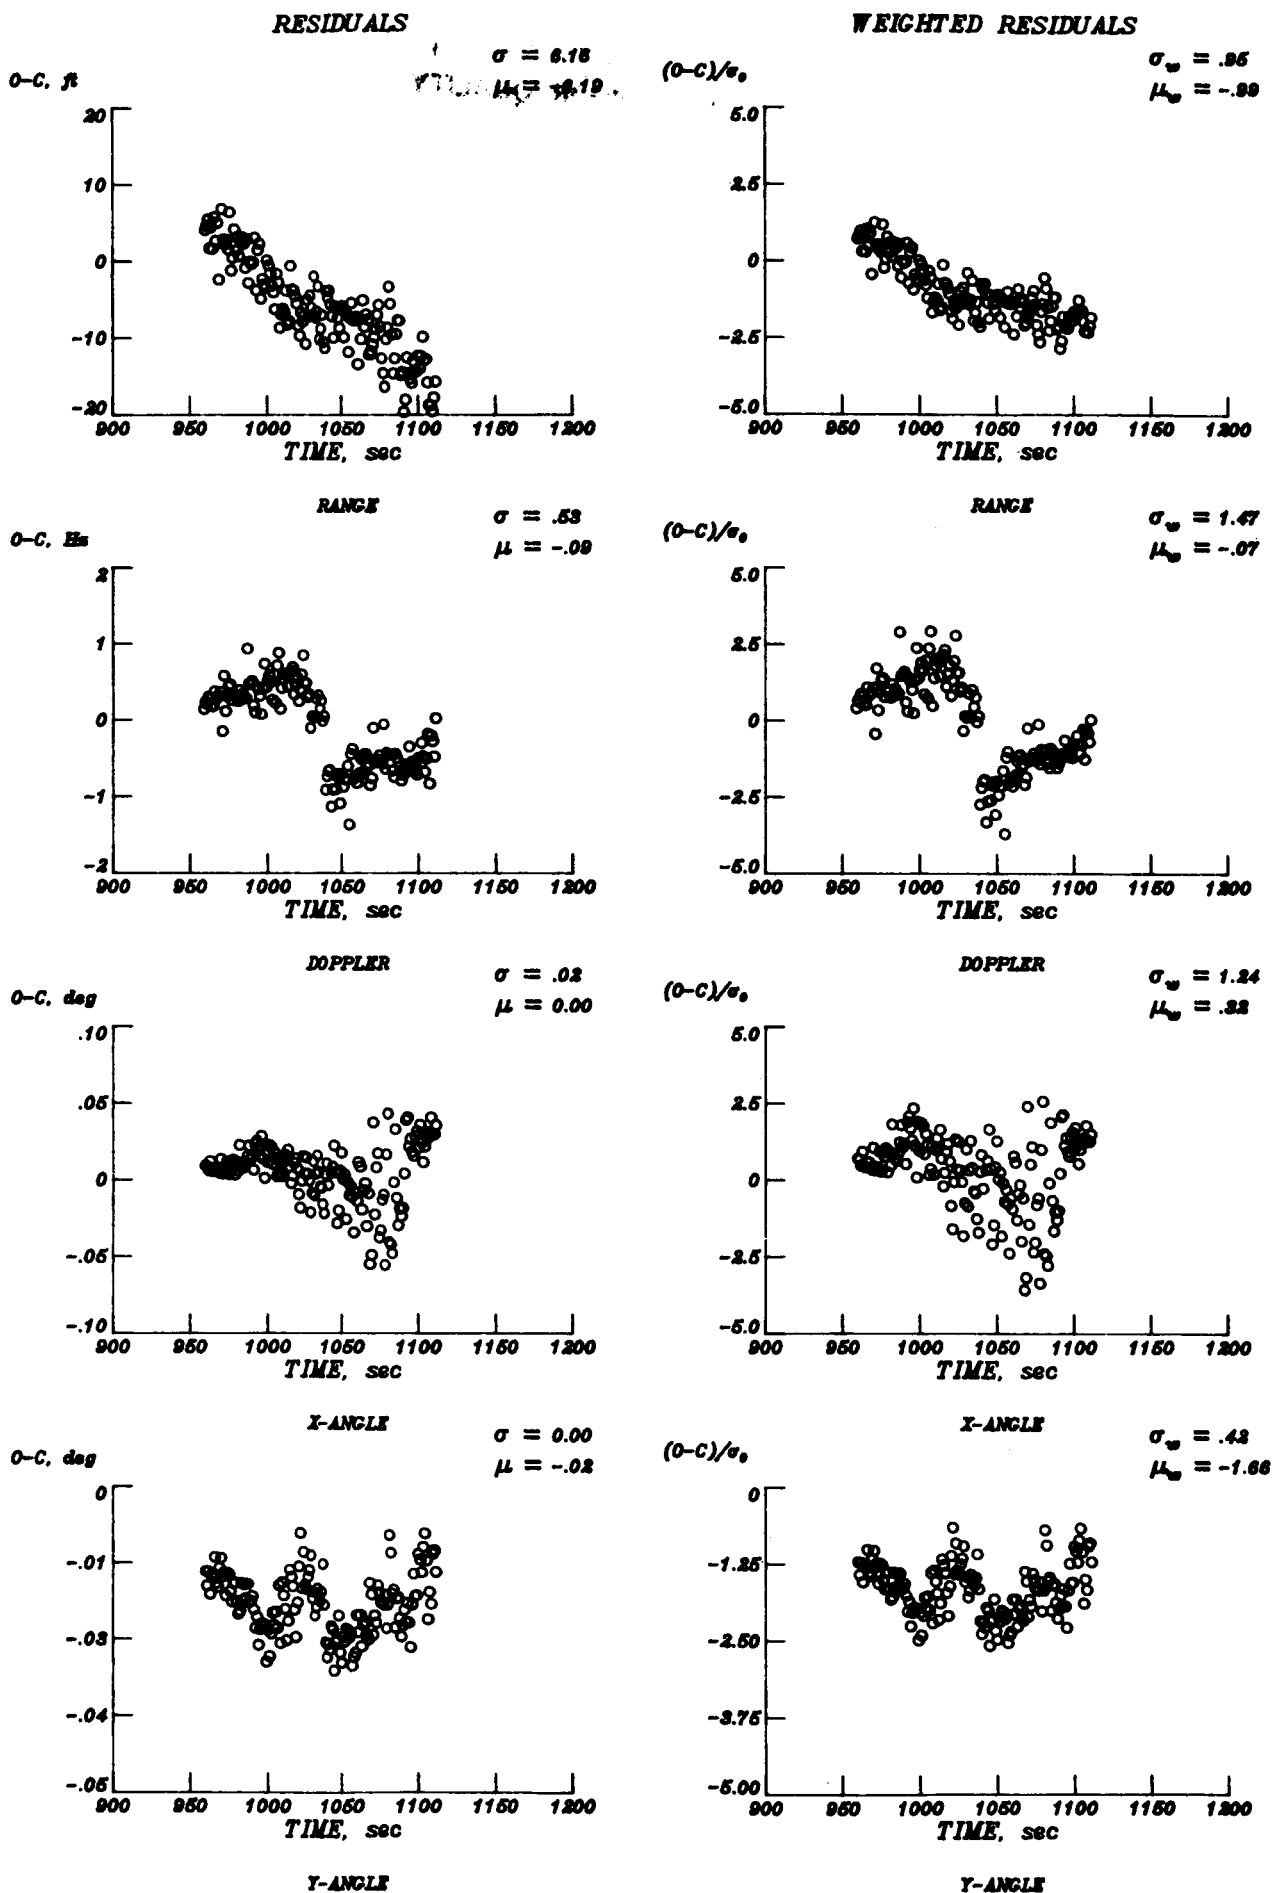 RESIDUALS
σ = 6.16
μ = -6.19
O-C, ft
20
10
0
-10
-20
900 950 1000 1050 1100 1150 1200
TIME, sec
RANGE
WEIGHTED RESIDUALS
σw = .95
μw = -.99
(O-C)/σo
5.0
2.5
0
-2.5
-5.0
900 950 1000 1050 1100 1150 1200
TIME, sec
RANGE
σ = .53
μ = -.09
O-C, Hz
2
1
0
-1
-2
900 950 1000 1050 1100 1150 1200
TIME, sec
DOPPLER
σw = 1.47
μw = -.07
(O-C)/σo
5.0
2.5
0
-2.5
-5.0
900 950 1000 1050 1100 1150 1200
TIME, sec
DOPPLER
σ = .02
μ = 0.00
O-C, deg
.10
.05
0
-.05
-.10
900 950 1000 1050 1100 1150 1200
TIME, sec
X-ANGLE
σw = 1.24
μw = .32
(O-C)/σo
5.0
2.5
0
-2.5
-5.0
900 950 1000 1050 1100 1150 1200
TIME, sec
X-ANGLE
σ = 0.00
μ = -.02
O-C, deg
0
-.01
-.03
-.04
-.05
900 950 1000 1050 1100 1150 1200
TIME, sec
Y-ANGLE
σw = .42
μw = -1.66
(O-C)/σo
0
-1.25
-2.50
-3.75
-5.00
900 950 1000 1050 1100 1150 1200
TIME, sec
Y-ANGLE